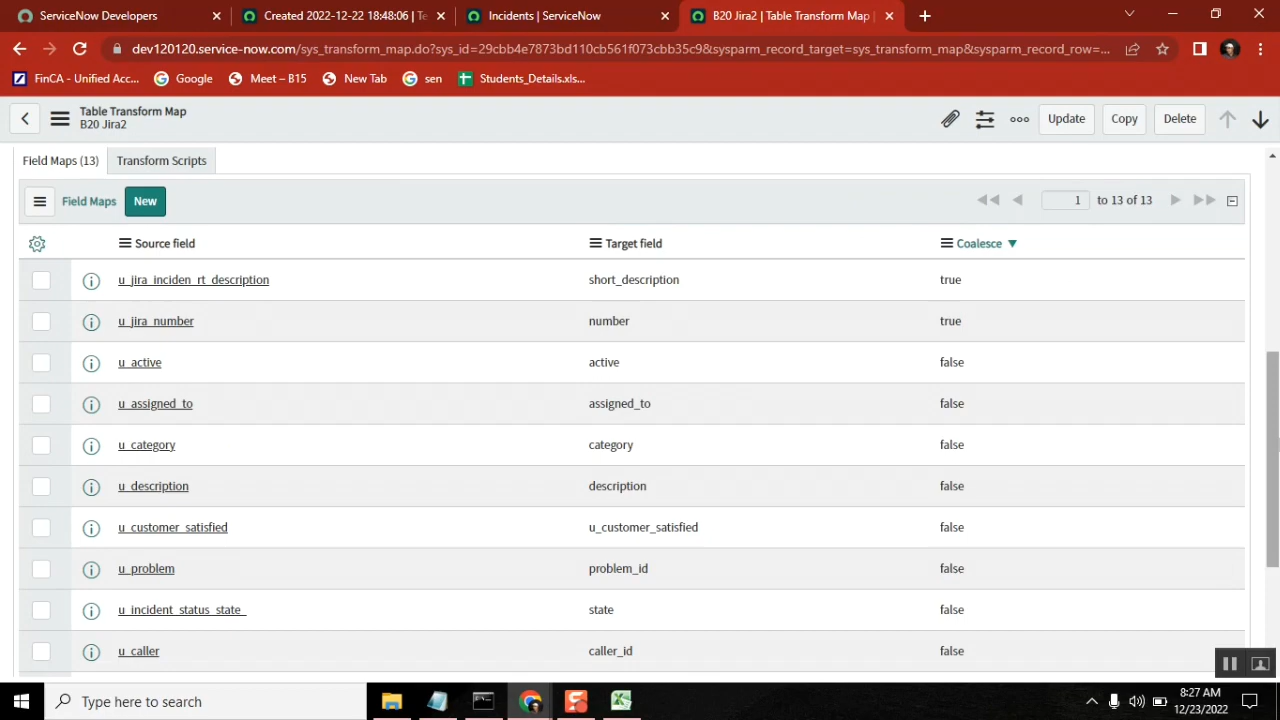 ServiceNow Developers
Created 2022-12-22 18:48:06 | Te
Incidents | ServiceNow
B20 Jira2 | Table Transform Map |
dev120120.service-now.com/sys_transform_map.do?sys_id=29cbb4e7873bd110cb561f073cbb35c9&sysparm_record_target=sys_transform_map&sysparm_record_row=...
FinCA - Unified Acc...
Google
Meet – B15
New Tab
sen
Students_Details.xls...
Table Transform Map
B20 Jira2
Update
Copy
Delete
Field Maps (13)
Transform Scripts
Field Maps
New
1 to 13 of 13
Source field Target field Coalesce
u_jira_inciden_rt_description short_description true
u_jira_number number true
u_active active false
u_assigned_to assigned_to false
u_category category false
u_description description false
u_customer_satisfied u_customer_satisfied false
u_problem problem_id false
u_incident_status_state_ state false
u_caller caller_id false
Type here to search
8:27 AM
12/23/2022